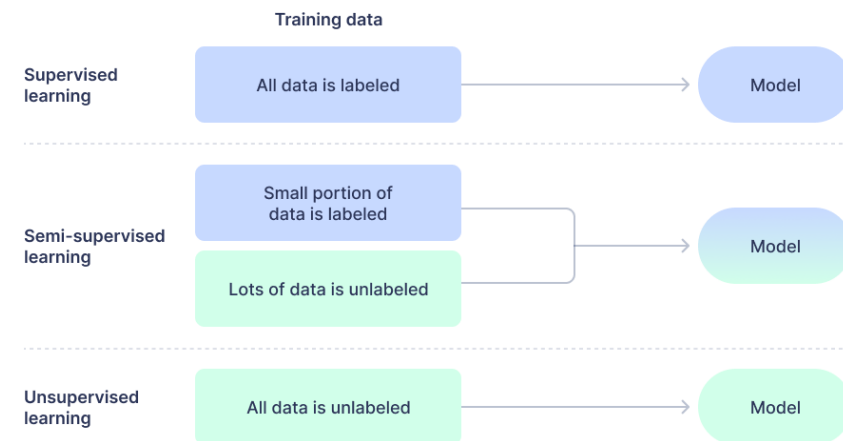 Training data
Supervised
learning
All data is labeled
Model
Semi-supervised
learning
Small portion of
data is labeled
Lots of data is unlabeled
Model
Unsupervised
learning
All data is unlabeled
Model